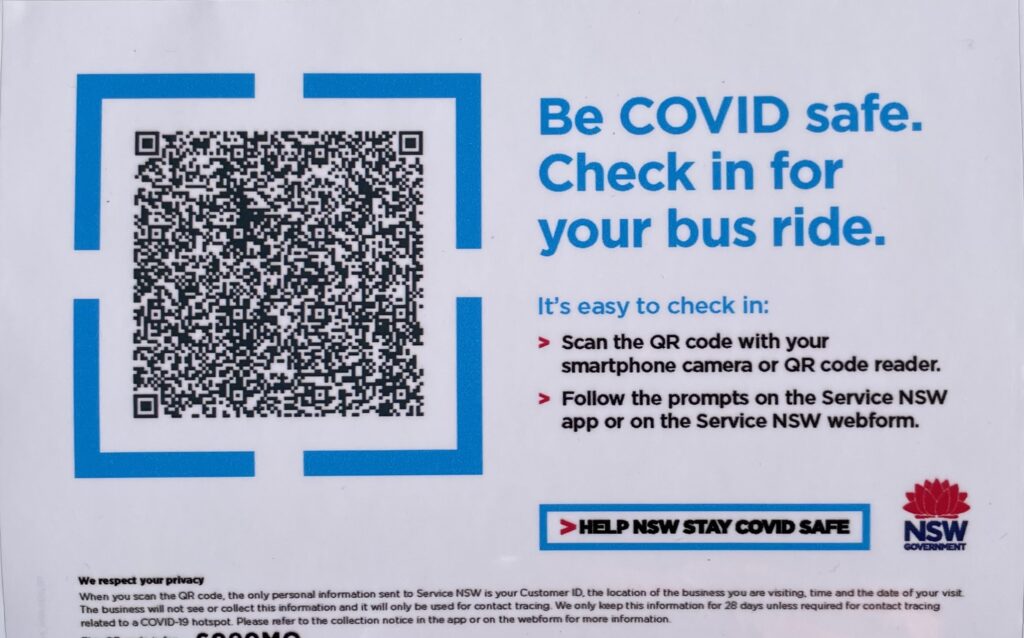 Be COVID safe.
Check in for
your bus ride.
It's easy to check in:
> Scan the QR code with your
smartphone camera or QR code reader.
> Follow the prompts on the Service NSW
app or on the Service NSW webform.
>HELP NSW STAY COVID SAFE
NSW
GOVERNMENT
We respect your privacy
When you scan the QR code, the only personal information sent to Service NSW is your Customer ID, the location of the business you are visiting, time and the date of your visit.
The business will not see or collect this information and it will only be used for contact tracing. We only keep this information for 28 days unless required for contact tracing
related to a COVID-19 hotspot. Please refer to the collection notice in the app or on the webform for more information.